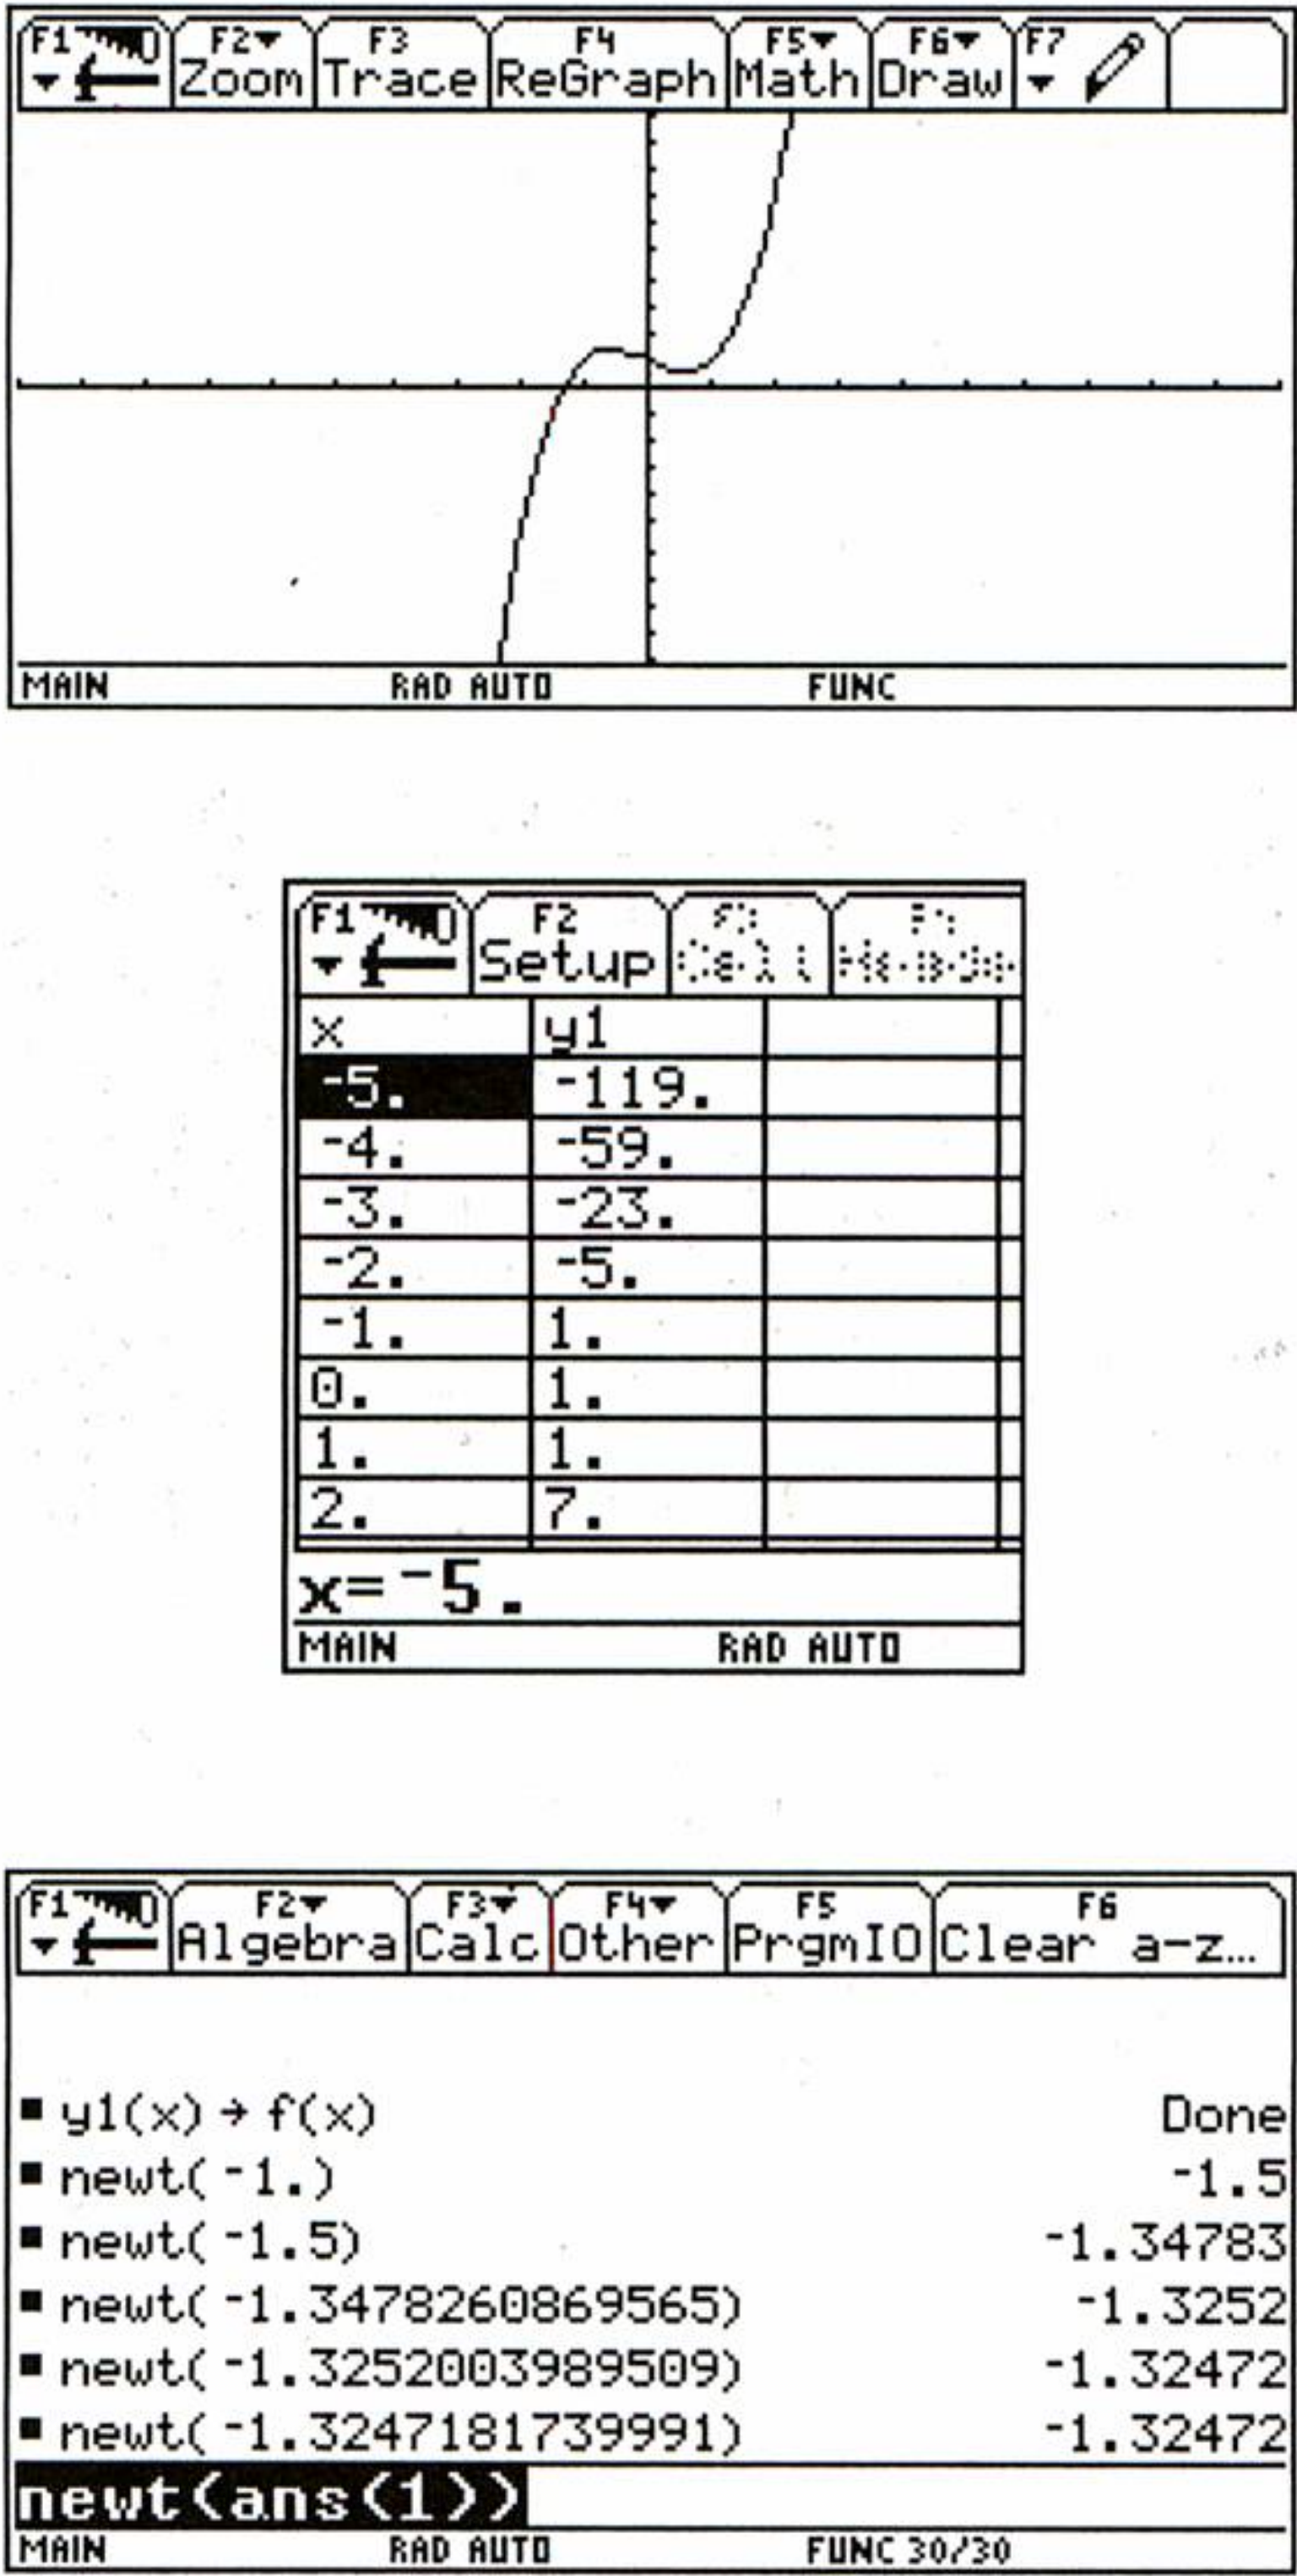 F1 F2 F3 F4 F5 F6 F7
Zoom Trace ReGraph Math Draw
MAIN RAD AUTO FUNC
F1 F2
Setup
x y1
-5. -119.
-4. -59.
-3. -23.
-2. -5.
-1. 1.
0. 1.
1. 1.
2. 7.
x=-5.
MAIN RAD AUTO
F1 F2 F3 F4 F5 F6
Algebra Calc Other PrgmIO Clear a-z…
y1(x)→f(x) Done
newt(-1.) -1.5
newt(-1.5) -1.34783
newt(-1.3478260869565) -1.3252
newt(-1.3252003989509) -1.32472
newt(-1.3247181739991) -1.32472
newt(ans(1))
MAIN RAD AUTO FUNC 30/30